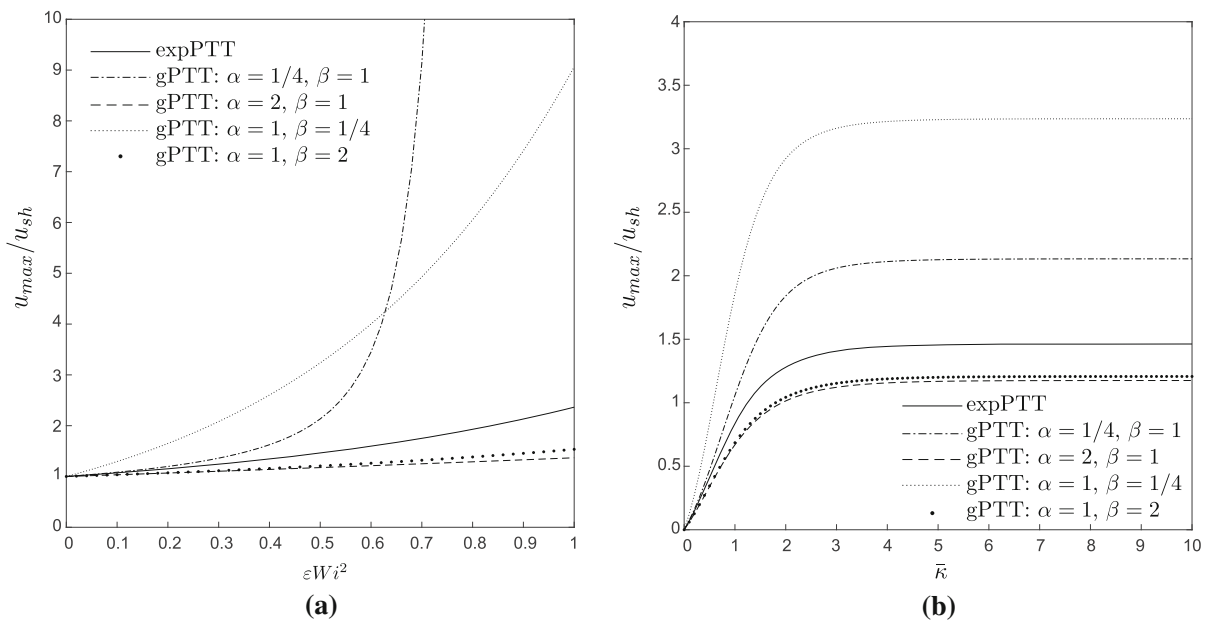 10
9
8
7
6
5
4
3
2
1
0
u_{max}/u_{sh}
expPTT
gPTT: α = 1/4, β = 1
gPTT: α = 2, β = 1
gPTT: α = 1, β = 1/4
gPTT: α = 1, β = 2
0 0.1 0.2 0.3 0.4 0.5 0.6 0.7 0.8 0.9 1
εWi²
(a)
4
3.5
3
2.5
2
1.5
1
0.5
0
u_{max}/u_{sh}
expPTT
gPTT: α = 1/4, β = 1
gPTT: α = 2, β = 1
gPTT: α = 1, β = 1/4
gPTT: α = 1, β = 2
0 1 2 3 4 5 6 7 8 9 10
κ̄
(b)